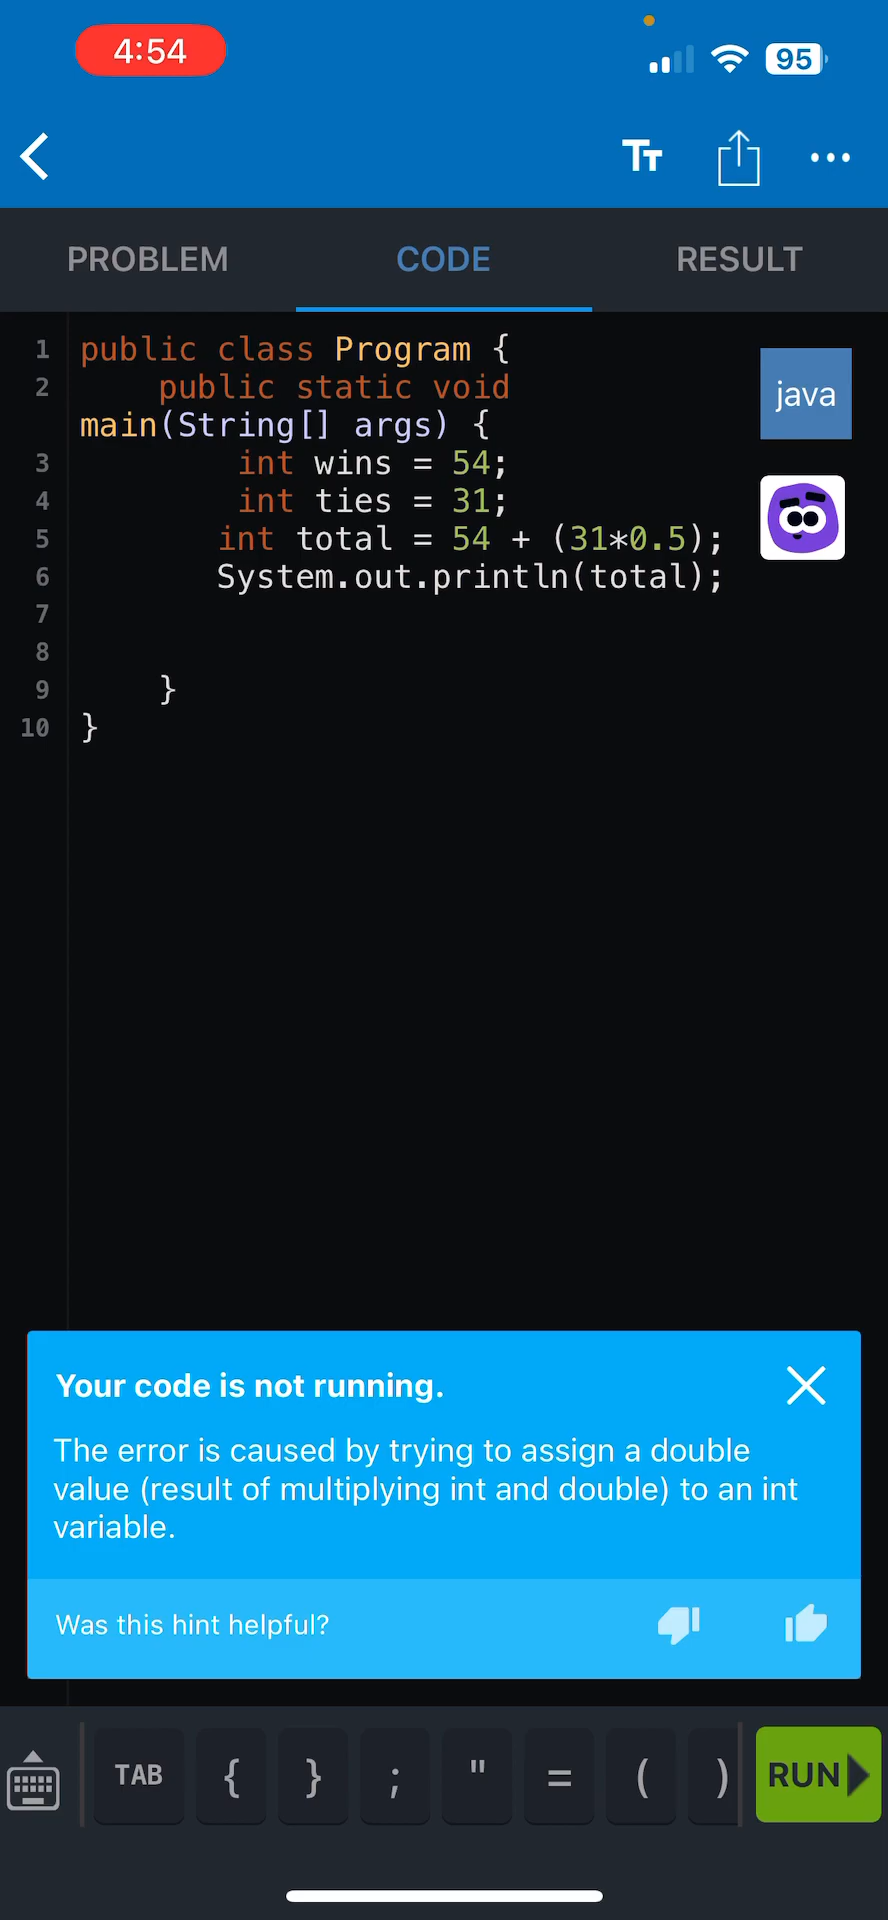 4:54
95
TT
PROBLEM CODE RESULT
1 public class Program {
java
2 public static void
main(String[] args) {
3 int wins = 54;
4 int ties = 31;
5 int total = 54 + (31*0.5);
6 System.out.println(total);
7
8
9 }
10 }
Your code is not running.
The error is caused by trying to assign a double
value (result of multiplying int and double) to an int
variable.
Was this hint helpful?
TAB { } ; " = ( ) RUN